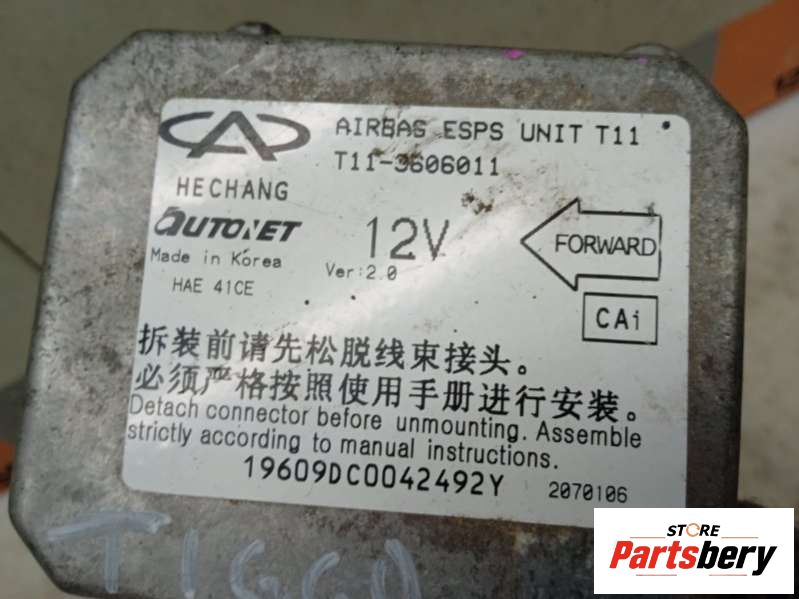 AIRBAG ESPS UNIT T11
T11-3606011
HECHANG
AUTONET
Made in Korea
HAE 41CE
12V
Ver:2.0
FORWARD
CAi
拆装前请先松脱线束接头。
必须严格按照使用手册进行安装。
Detach connector before unmounting. Assemble
strictly according to manual instructions.
19609DC0042492Y
2070106
TIGGO
STORE
Partsbery